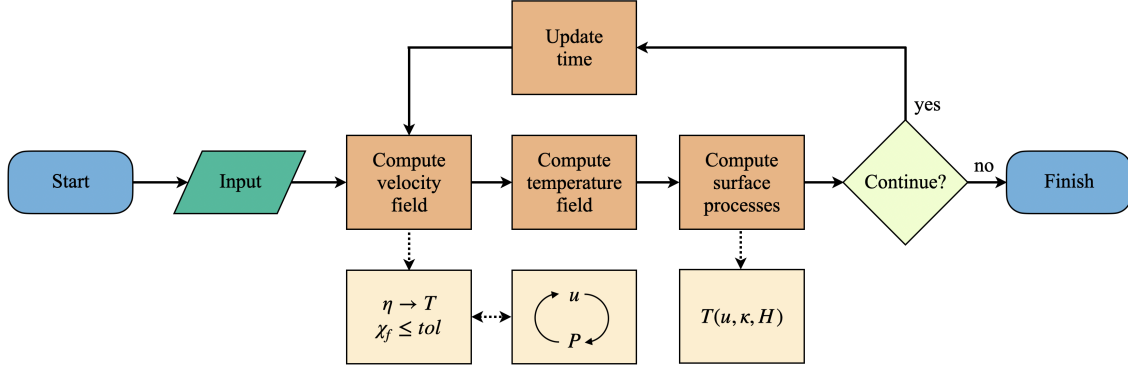 Update
time
yes
Start
Input
Compute
velocity
field
Compute
temperature
field
Compute
surface
processes
Continue?
no
Finish
η → T
χ_f ≤ tol
u
P
T(u, κ, H)